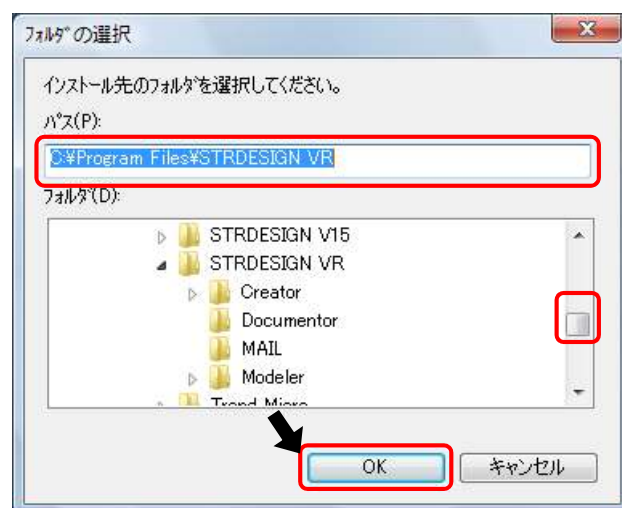 ﾌｫﾙﾀﾞの選択
インストール先のﾌｫﾙﾀﾞを選択してください。
ﾊﾟｽ(P):
C:¥Program Files¥STRDESIGN VR
ﾌｫﾙﾀﾞ(D):
STRDESIGN V15
STRDESIGN VR
Creator
Documentor
MAIL
Modeler
Trend Micro
OK
キャンセル